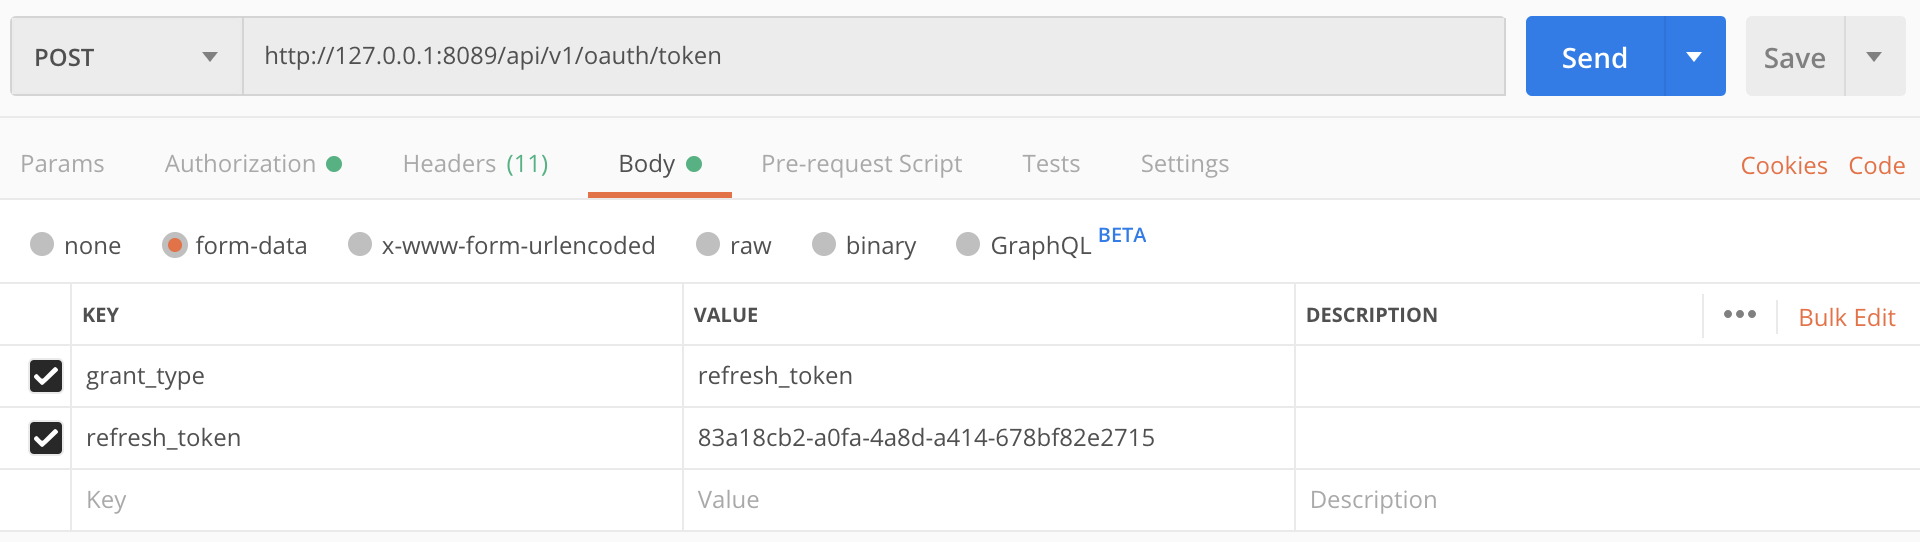 POST http://127.0.0.1:8089/api/v1/oauth/token Send Save
Params Authorization Headers (11) Body Pre-request Script Tests Settings Cookies Code
none form-data x-www-form-urlencoded raw binary GraphQL BETA
KEY VALUE DESCRIPTION ••• Bulk Edit
grant_type refresh_token
refresh_token 83a18cb2-a0fa-4a8d-a414-678bf82e2715
Key Value Description